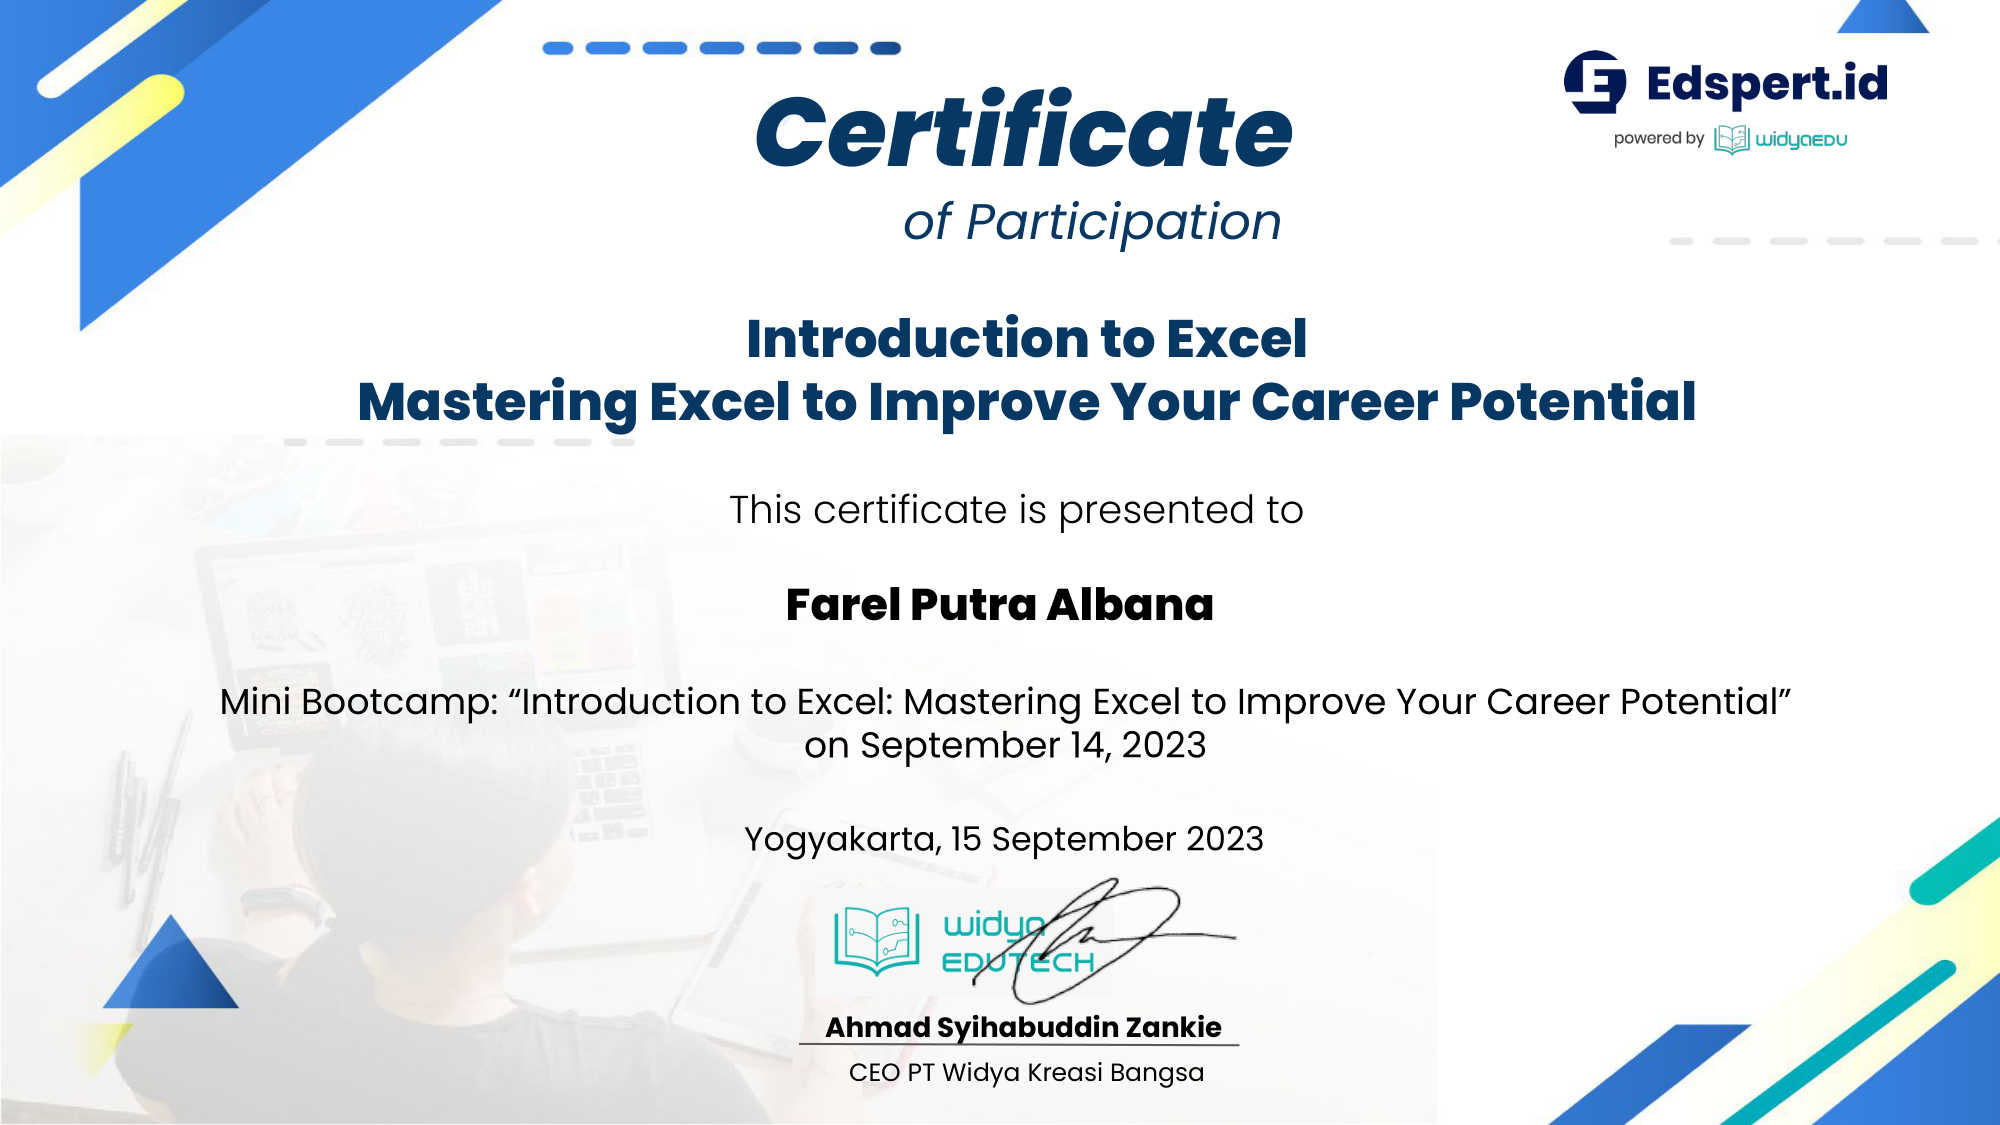 Certificate
of Participation
Edspert.id
powered by widyaEDU
Introduction to Excel
Mastering Excel to Improve Your Career Potential
This certificate is presented to
Farel Putra Albana
Mini Bootcamp: “Introduction to Excel: Mastering Excel to Improve Your Career Potential”
on September 14, 2023
Yogyakarta, 15 September 2023
widya
EDUTECH
Ahmad Syihabuddin Zankie
CEO PT Widya Kreasi Bangsa